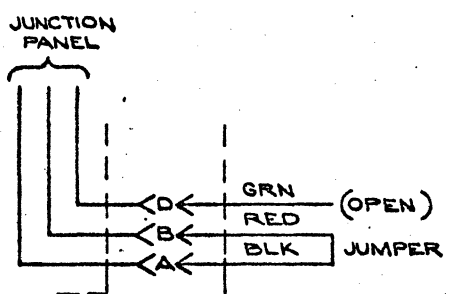 JUNCTION
PANEL
D GRN (OPEN)
B RED
A BLK JUMPER